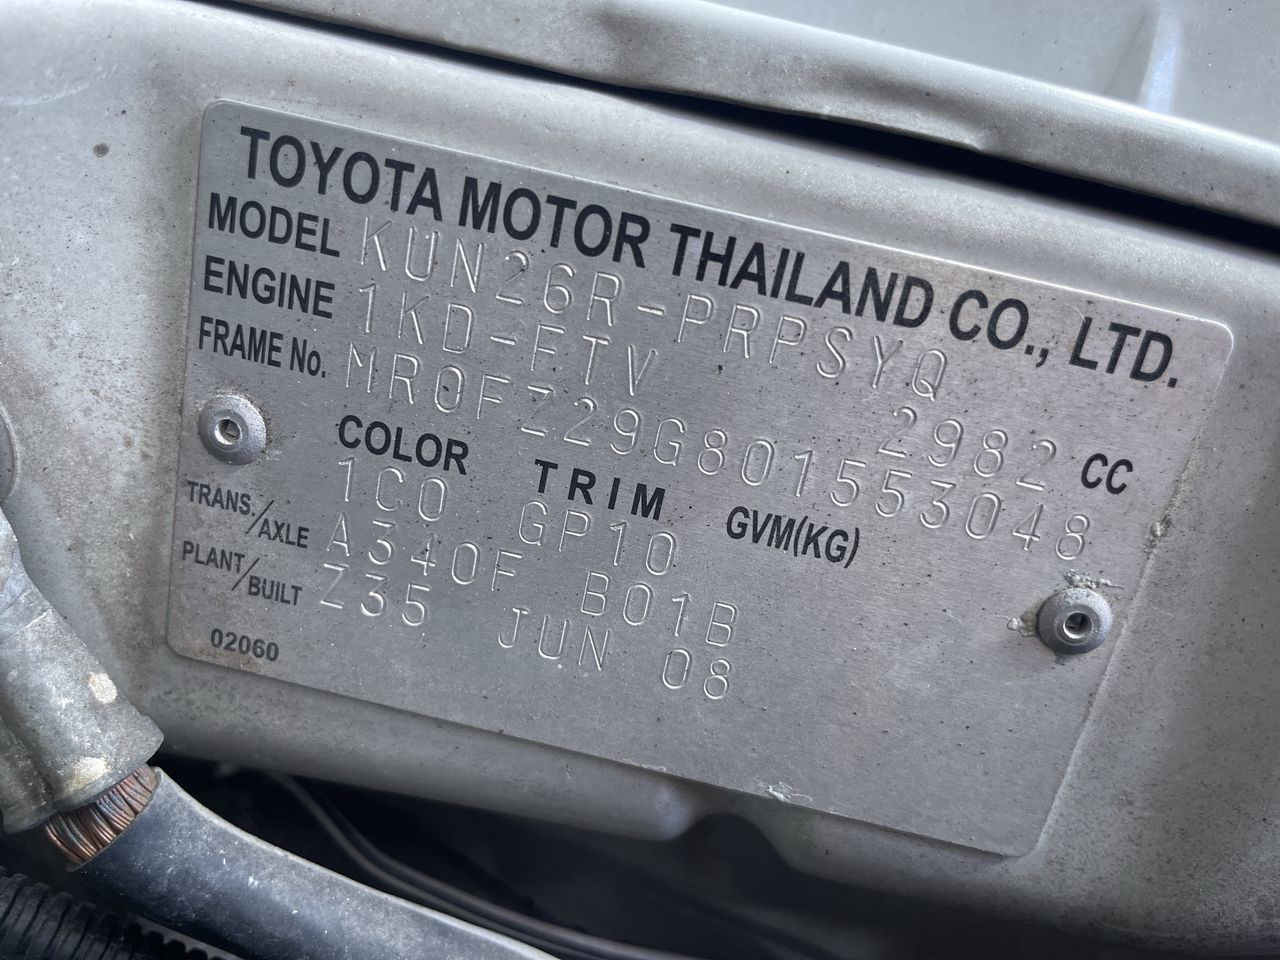 TOYOTA MOTOR THAILAND CO., LTD.
MODEL KUN26R-PRPSYQ
ENGINE 1KD-FTV 2982 CC
FRAME No. MR0FZ29G801553048
COLOR TRIM GVM(KG)
1C0 GP10
TRANS./AXLE A340F B01B
PLANT/BUILT Z35 JUN 08
02060